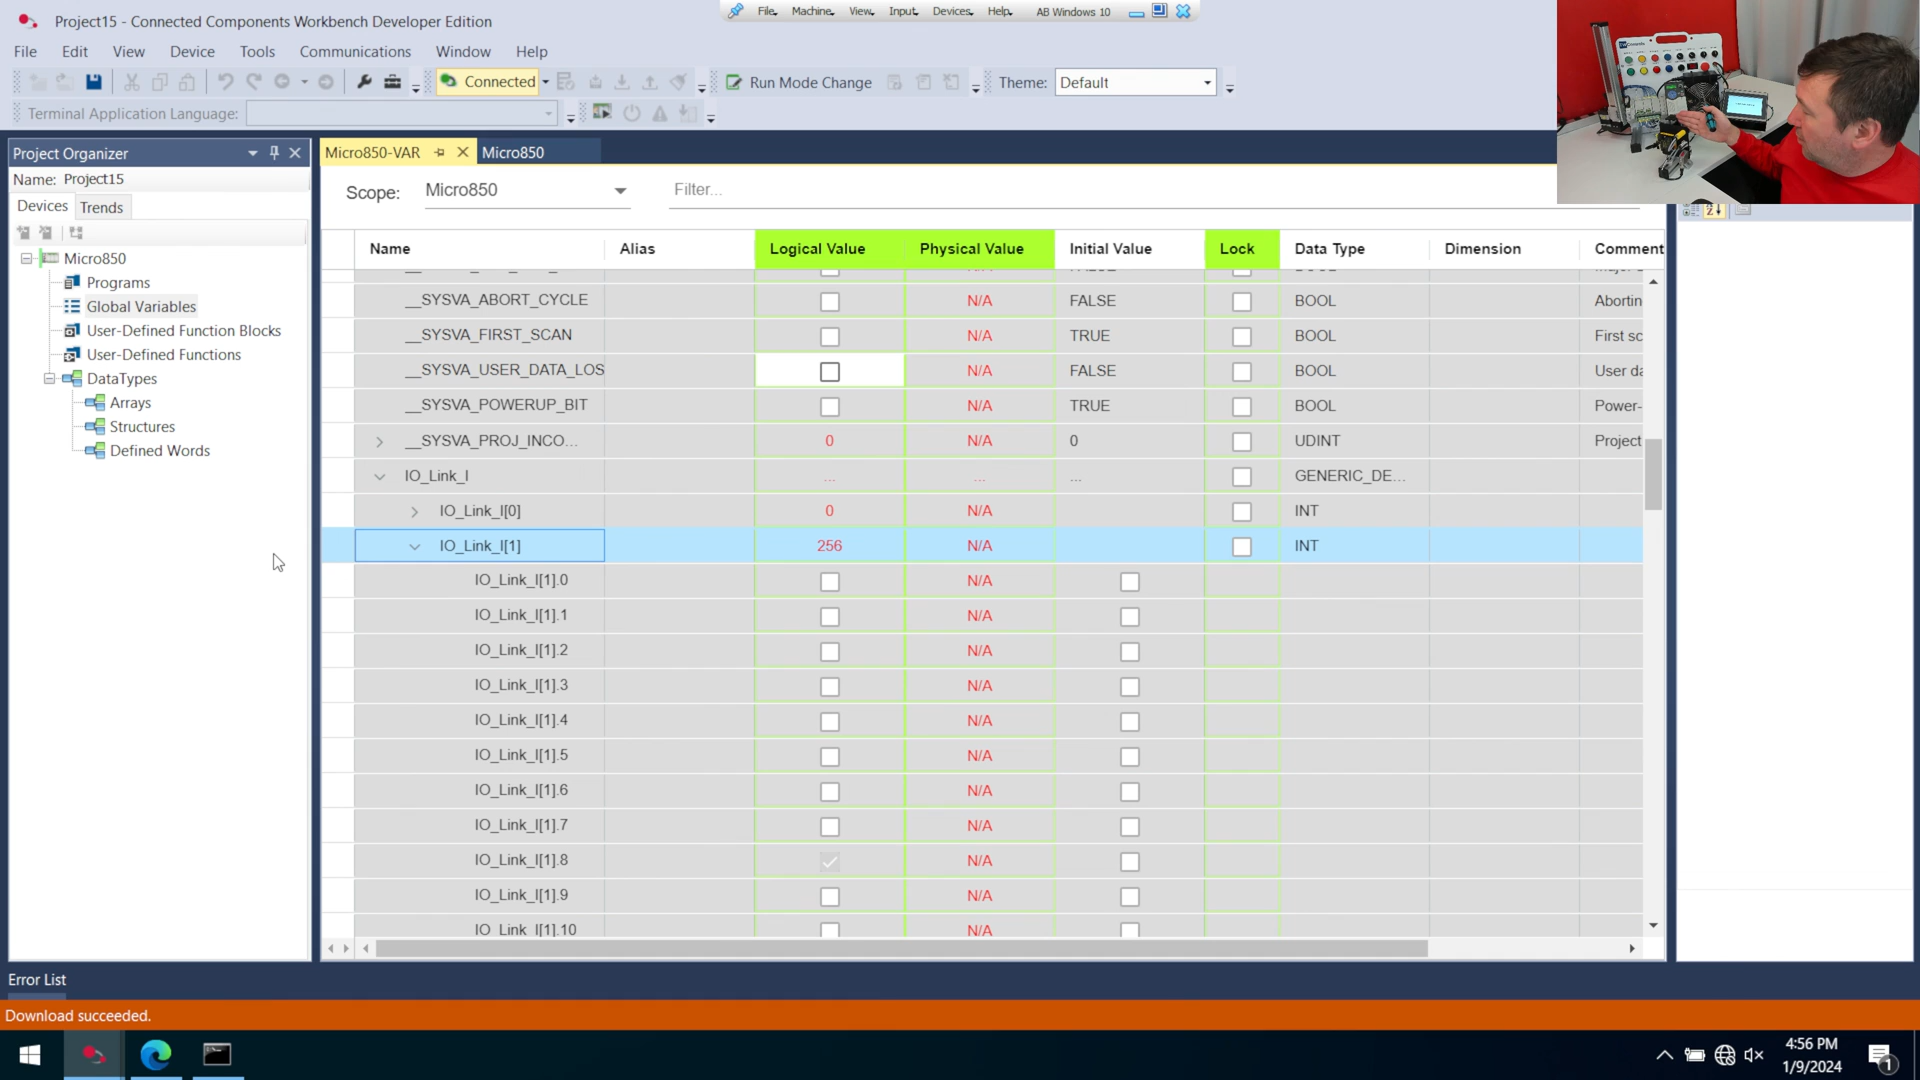 Project15 - Connected Components Workbench Developer Edition
File Machine View Input Devices Help AB Windows 10
File Edit View Device Tools Communications Window Help
Connected Run Mode Change Theme: Default
Terminal Application Language:
Project Organizer
Name: Project15
Devices Trends
Micro850
Programs
Global Variables
User-Defined Function Blocks
User-Defined Functions
DataTypes
Arrays
Structures
Defined Words
Micro850-VAR Micro850
Scope: Micro850 Filter...
Name Alias Logical Value Physical Value Initial Value Lock Data Type Dimension Comment
__SYSVA_ABORT_CYCLE N/A FALSE BOOL Abortin
__SYSVA_FIRST_SCAN N/A TRUE BOOL First sc
__SYSVA_USER_DATA_LOS N/A FALSE BOOL User da
__SYSVA_POWERUP_BIT N/A TRUE BOOL Power-
__SYSVA_PROJ_INCO... 0 N/A 0 UDINT Project
IO_Link_I ... ... ... GENERIC_DE...
IO_Link_I[0] 0 N/A INT
IO_Link_I[1] 256 N/A INT
IO_Link_I[1].0 N/A
IO_Link_I[1].1 N/A
IO_Link_I[1].2 N/A
IO_Link_I[1].3 N/A
IO_Link_I[1].4 N/A
IO_Link_I[1].5 N/A
IO_Link_I[1].6 N/A
IO_Link_I[1].7 N/A
IO_Link_I[1].8 N/A
IO_Link_I[1].9 N/A
IO_Link_I[1].10 N/A
Error List
Download succeeded.
4:56 PM
1/9/2024
1